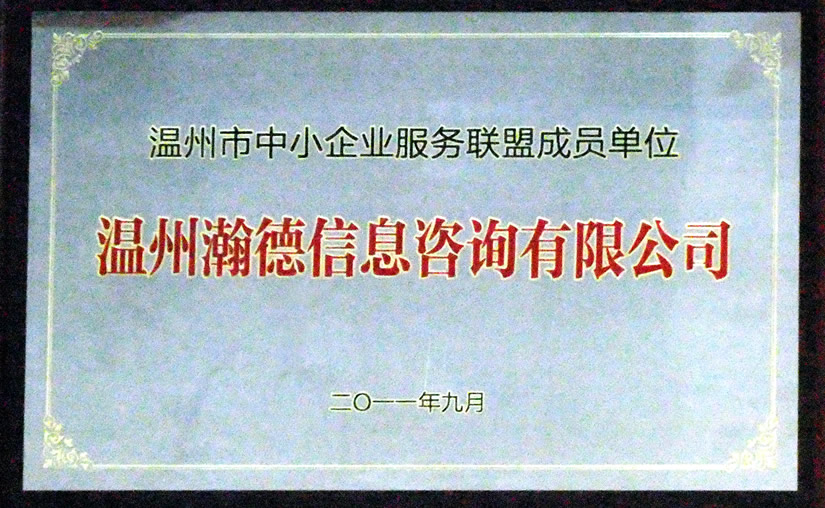 温州市中小企业服务联盟成员单位
温州瀚德信息咨询有限公司
二〇一一年九月